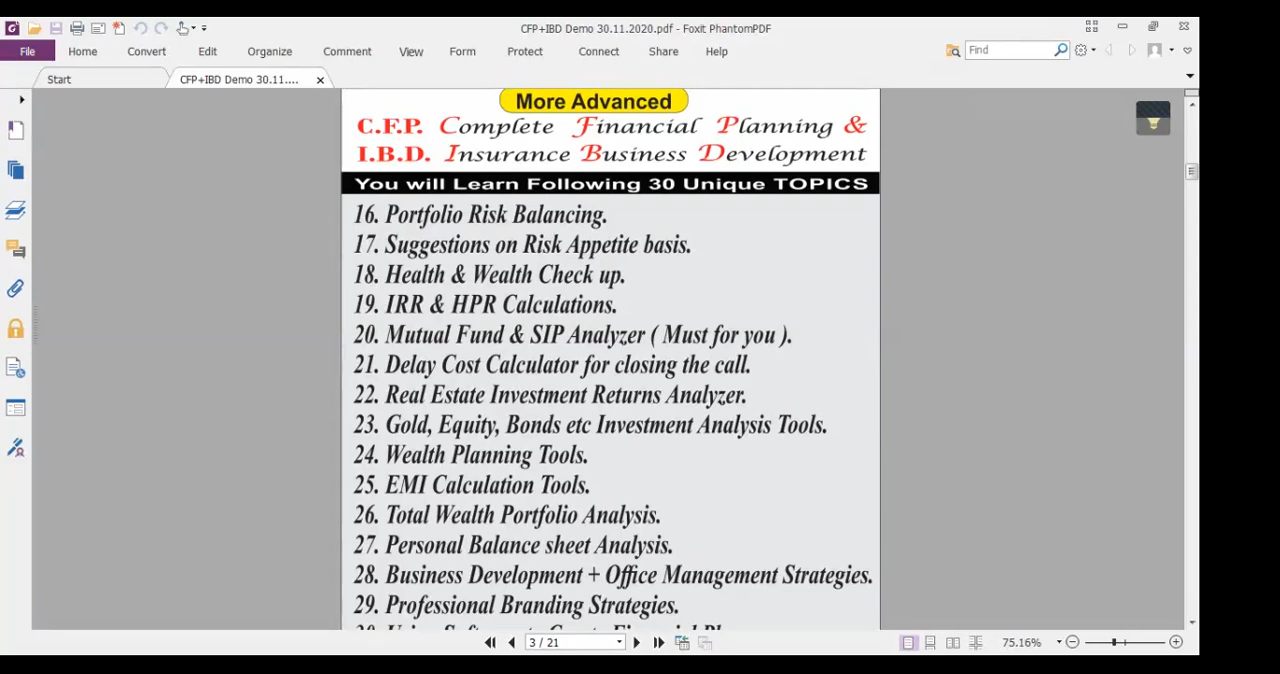 CFP+IBD Demo 30.11.2020.pdf - Foxit PhantomPDF
File Home Convert Edit Organize Comment View Form Protect Connect Share Help Find
Start CFP+IBD Demo 30.11....
More Advanced
C.F.P. Complete Financial Planning &
I.B.D. Insurance Business Development
You will Learn Following 30 Unique TOPICS
16. Portfolio Risk Balancing.
17. Suggestions on Risk Appetite basis.
18. Health & Wealth Check up.
19. IRR & HPR Calculations.
20. Mutual Fund & SIP Analyzer ( Must for you ).
21. Delay Cost Calculator for closing the call.
22. Real Estate Investment Returns Analyzer.
23. Gold, Equity, Bonds etc Investment Analysis Tools.
24. Wealth Planning Tools.
25. EMI Calculation Tools.
26. Total Wealth Portfolio Analysis.
27. Personal Balance sheet Analysis.
28. Business Development + Office Management Strategies.
29. Professional Branding Strategies.
3 / 21 75.16%